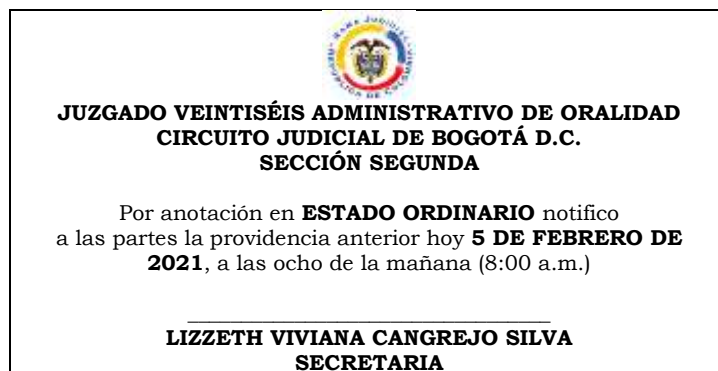 JUZGADO VEINTISÉIS ADMINISTRATIVO DE ORALIDAD
CIRCUITO JUDICIAL DE BOGOTÁ D.C.
SECCIÓN SEGUNDA
Por anotación en ESTADO ORDINARIO notifico
a las partes la providencia anterior hoy 5 DE FEBRERO DE
2021, a las ocho de la mañana (8:00 a.m.)
LIZZETH VIVIANA CANGREJO SILVA
SECRETARIA